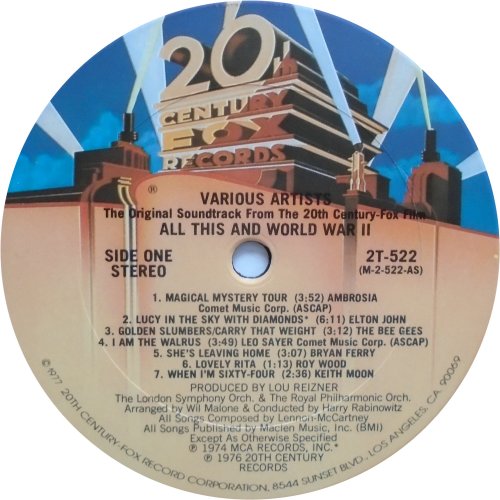 20th
CENTURY
FOX
RECORDS
®
VARIOUS ARTISTS
The Original Soundtrack From The 20th Century-Fox Film
ALL THIS AND WORLD WAR II
SIDE ONE
STEREO
2T-522
(M-2-522-AS)
1. MAGICAL MYSTERY TOUR (3:52) AMBROSIA
Comet Music Corp. (ASCAP)
2. LUCY IN THE SKY WITH DIAMONDS* (6:11) ELTON JOHN
3. GOLDEN SLUMBERS/CARRY THAT WEIGHT (3:12) THE BEE GEES
4. I AM THE WALRUS (3:49) LEO SAYER Comet Music Corp. (ASCAP)
5. SHE'S LEAVING HOME (3:07) BRYAN FERRY
6. LOVELY RITA (1:13) ROY WOOD
7. WHEN I'M SIXTY-FOUR (2:36) KEITH MOON
PRODUCED BY LOU REIZNER
The London Symphony Orch. & The Royal Philharmonic Orch.
Arranged by Wil Malone & Conducted by Harry Rabinowitz
All Songs Composed by Lennon-McCartney
All Songs Published by Maclen Music, Inc. (BMI)
Except As Otherwise Specified
℗ 1974 MCA RECORDS, INC.*
℗ 1976 20TH CENTURY
RECORDS
© 1977 20TH CENTURY-FOX RECORD CORPORATION, 8544 SUNSET BLVD., LOS ANGELES, CA. 90069